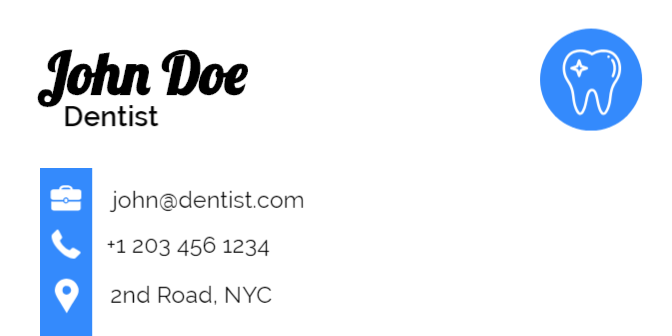 John Doe
Dentist
john@dentist.com
+1 203 456 1234
2nd Road, NYC